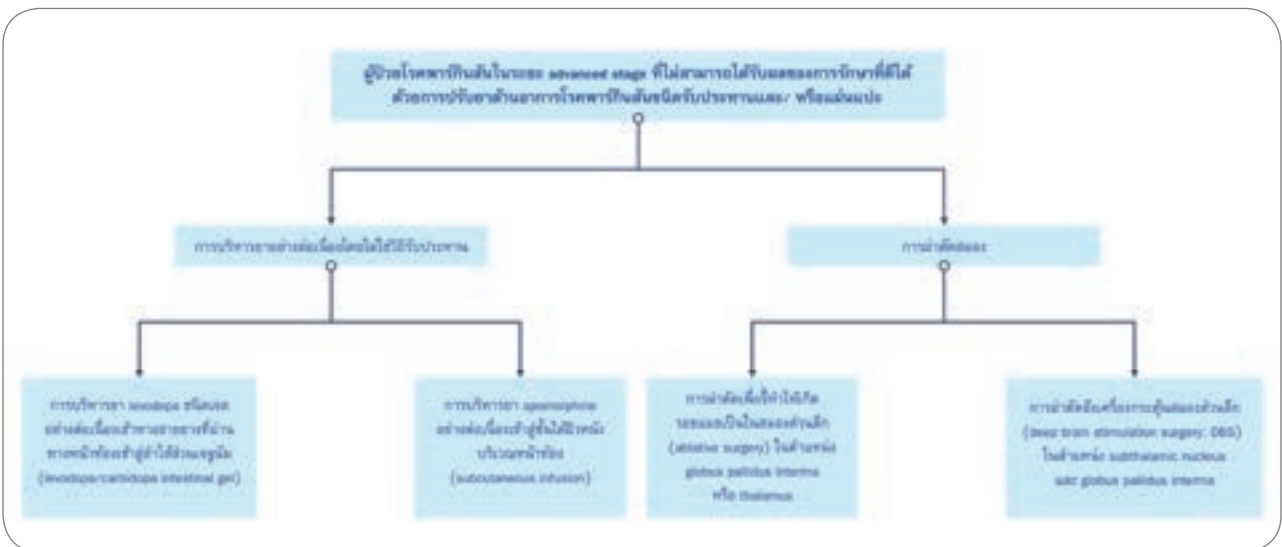 ผู้ป่วยโรคพาร์กินสันในระยะ advanced stage ที่ไม่สามารถได้รับผลของการรักษาที่ดีได้
ด้วยการปรับยาต้านอาการโรคพาร์กินสันชนิดรับประทานและ/ หรือแผ่นแปะ
การบริหารยาอย่างต่อเนื่องโดยไม่ใช้วิธีรับประทาน
การผ่าตัดสมอง
การบริหารยา levodopa ชนิดเจล
อย่างต่อเนื่องเข้าทางสายยางที่ผ่าน
ทางหน้าท้องเข้าสู่ลำไส้ส่วนเจจูนัม
(levodopa/carbidopa intestinal gel)
การบริหารยา apomorphine
อย่างต่อเนื่องเข้าสู่ชั้นใต้ผิวหนัง
บริเวณหน้าท้อง
(subcutaneous infusion)
การผ่าตัดเพื่อจี้ทำให้เกิด
รอยแผลเป็นในสมองส่วนลึก
(ablative surgery) ในตำแหน่ง
globus pallidus interna
หรือ thalamus
การผ่าตัดฝังเครื่องกระตุ้นสมองส่วนลึก
(deep brain stimulation surgery: DBS)
ในตำแหน่ง subthalamic nucleus
และ globus pallidus interna